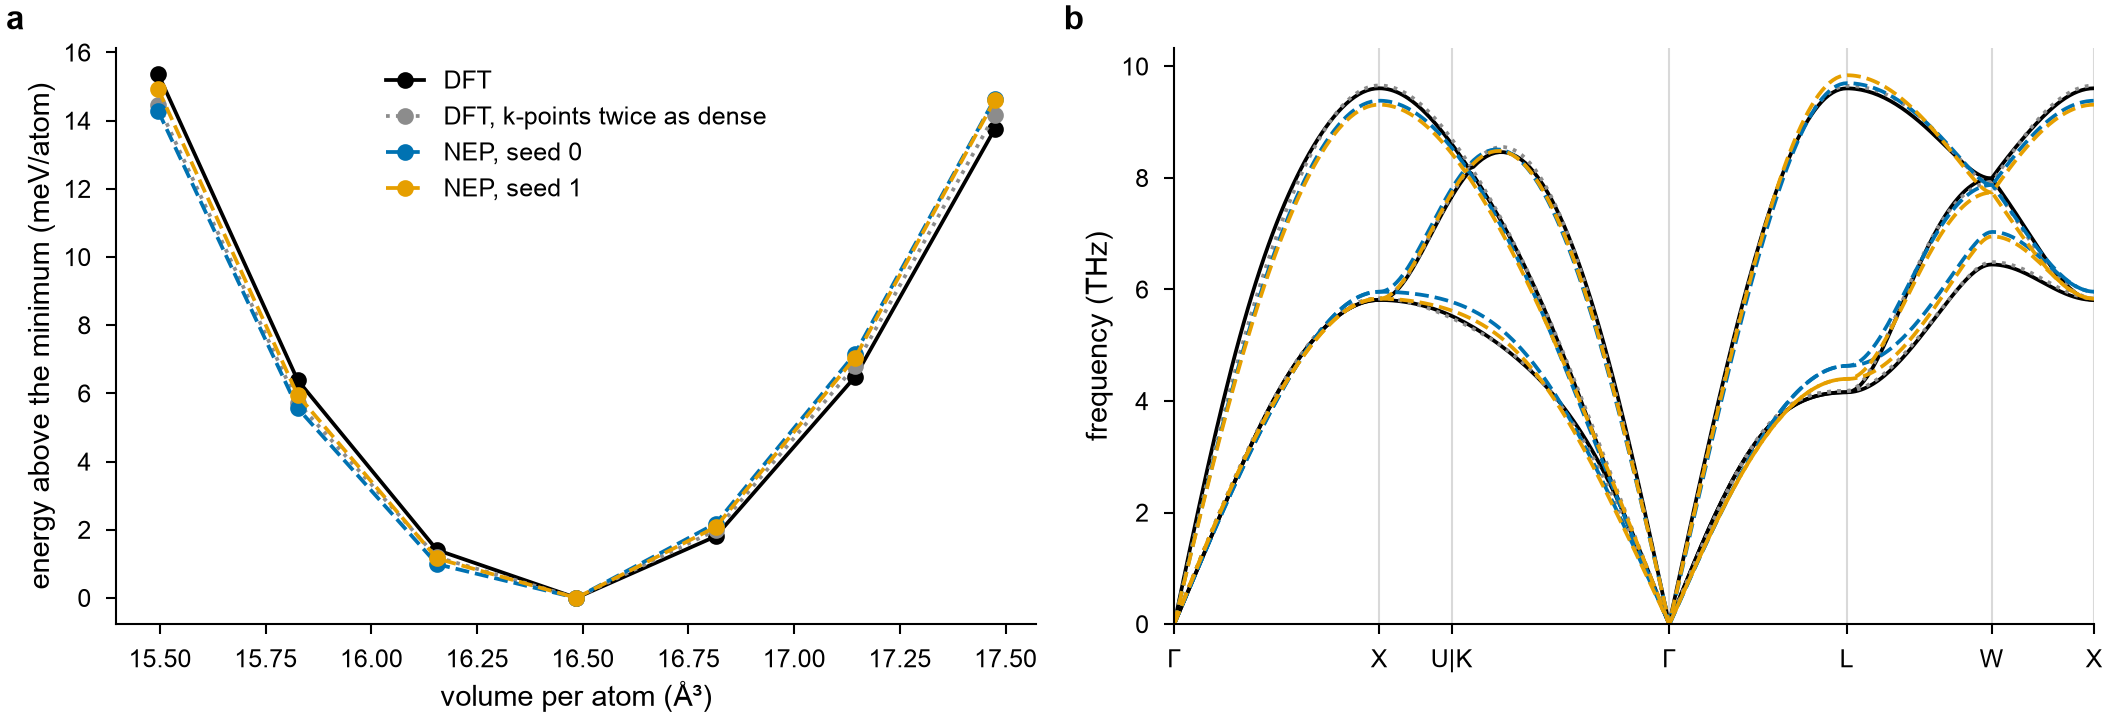 a
16
14
12
10
8
6
4
2
0
energy above the minimum (meV/atom)
DFT
DFT, k-points twice as dense
NEP, seed 0
NEP, seed 1
15.50 15.75 16.00 16.25 16.50 16.75 17.00 17.25 17.50
volume per atom (Å³)
b
10
8
6
4
2
0
frequency (THz)
Γ X U|K Γ L W X